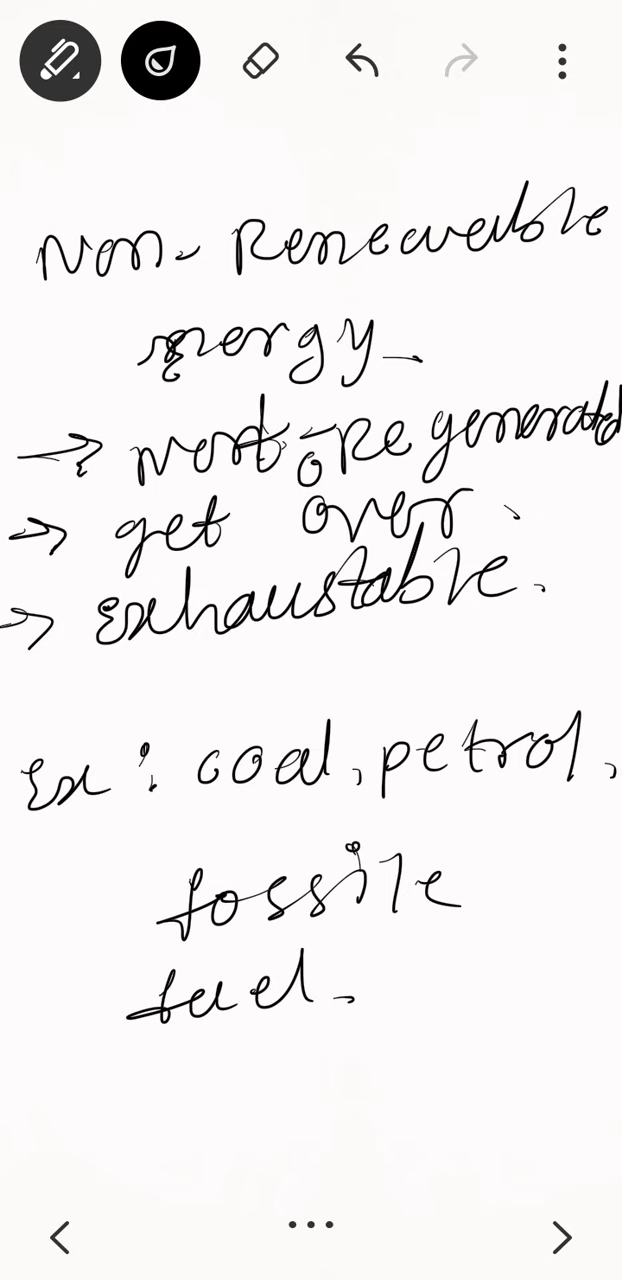 Non- Renewable
energy -
→ not Regenerated
→ get over.
→ Exhaustable.
Ex : coal, petrol,
fossile
fuel.